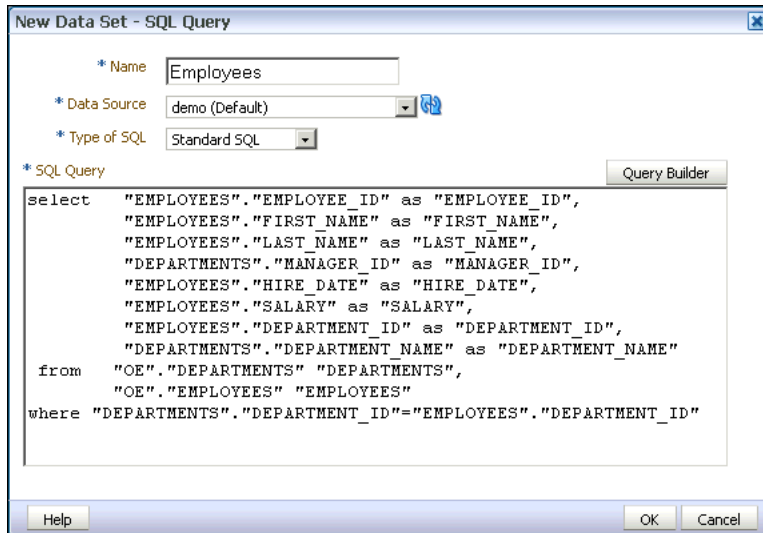 New Data Set - SQL Query
* Name Employees
* Data Source demo (Default)
* Type of SQL Standard SQL
* SQL Query Query Builder
select "EMPLOYEES"."EMPLOYEE_ID" as "EMPLOYEE_ID",
"EMPLOYEES"."FIRST_NAME" as "FIRST_NAME",
"EMPLOYEES"."LAST_NAME" as "LAST_NAME",
"DEPARTMENTS"."MANAGER_ID" as "MANAGER_ID",
"EMPLOYEES"."HIRE_DATE" as "HIRE_DATE",
"EMPLOYEES"."SALARY" as "SALARY",
"EMPLOYEES"."DEPARTMENT_ID" as "DEPARTMENT_ID",
"DEPARTMENTS"."DEPARTMENT_NAME" as "DEPARTMENT_NAME"
from "OE"."DEPARTMENTS" "DEPARTMENTS",
"OE"."EMPLOYEES" "EMPLOYEES"
where "DEPARTMENTS"."DEPARTMENT_ID"="EMPLOYEES"."DEPARTMENT_ID"
Help OK Cancel